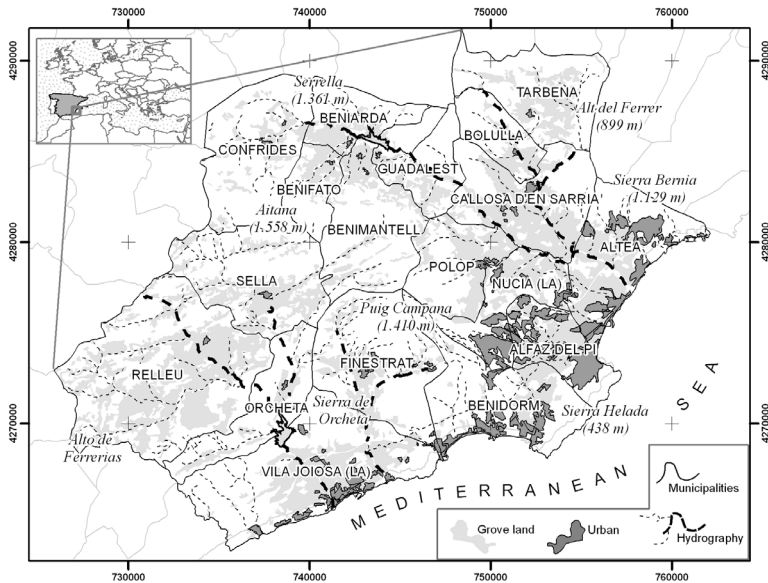 730000 740000 750000 760000
4290000 4290000
Serrella
(1.361 m)
TARBENA
Alt del Ferrer
(899 m)
BENIARDA
BOLULLA
CONFRIDES
GUADALEST
Sierra Bernia
(1.129 m)
BENIFATO
CALLOSA D'EN SARRIA'
Aitana
(1.558 m)
BENIMANTELL
4280000 4280000
ALTEA
POLOP
SELLA
NUCIA (LA)
Puig Campana
(1.410 m)
ALFAZ DEL PI
FINESTRAT
RELLEU
ORCHETA
Sierra de
Orcheta
BENIDORM
Sierra Helada
(438 m)
4270000 4270000
Alto de
Ferrerias
VILA JOIOSA (LA)
MEDITERRANEAN SEA
Municipalities
Grove land
Urban
Hydrography
730000 740000 750000 760000